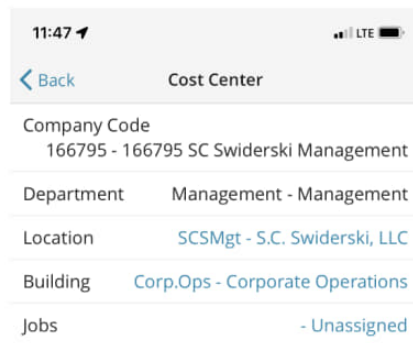 11:47 LTE
Back Cost Center
Company Code
166795 - 166795 SC Swiderski Management
Department Management - Management
Location SCSMgt - S.C. Swiderski, LLC
Building Corp.Ops - Corporate Operations
Jobs - Unassigned